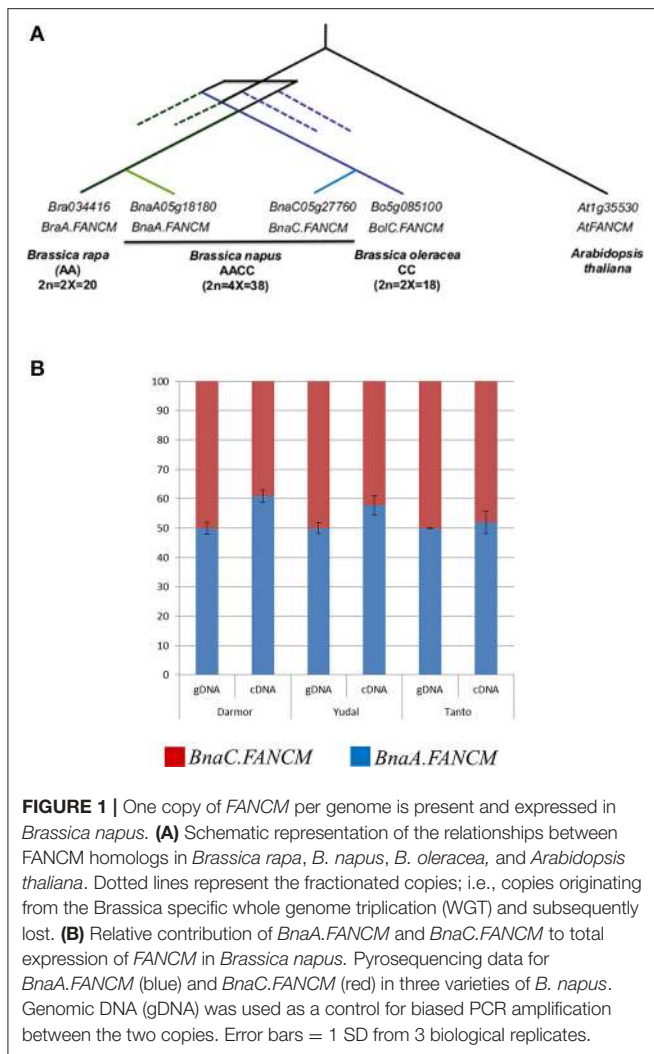 A
Bra034416 BnaA05g18180 BnaC05g27760 Bo5g085100 At1g35530
BraA.FANCM BnaA.FANCM BnaC.FANCM BolC.FANCM AtFANCM
Brassica rapa Brassica napus Brassica oleracea Arabidopsis
(AA) AACC CC thaliana
2n=2X=20 (2n=4X=38) (2n=2X=18)
B
100
90
80
70
60
50
40
30
20
10
0
gDNA cDNA gDNA cDNA gDNA cDNA
Darmor Yudal Tanto
BnaC.FANCM BnaA.FANCM
FIGURE 1 | One copy of FANCM per genome is present and expressed in
Brassica napus. (A) Schematic representation of the relationships between
FANCM homologs in Brassica rapa, B. napus, B. oleracea, and Arabidopsis
thaliana. Dotted lines represent the fractionated copies; i.e., copies originating
from the Brassica specific whole genome triplication (WGT) and subsequently
lost. (B) Relative contribution of BnaA.FANCM and BnaC.FANCM to total
expression of FANCM in Brassica napus. Pyrosequencing data for
BnaA.FANCM (blue) and BnaC.FANCM (red) in three varieties of B. napus.
Genomic DNA (gDNA) was used as a control for biased PCR amplification
between the two copies. Error bars = 1 SD from 3 biological replicates.